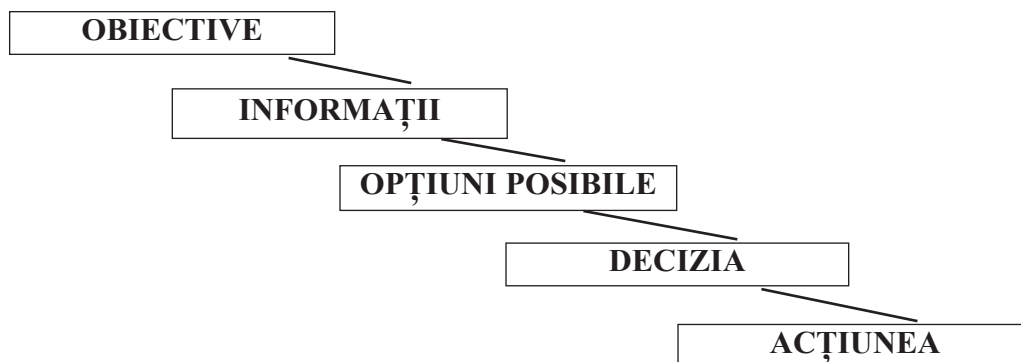 OBIECTIVE
INFORMAȚII
OPȚIUNI POSIBILE
DECIZIA
ACȚIUNEA